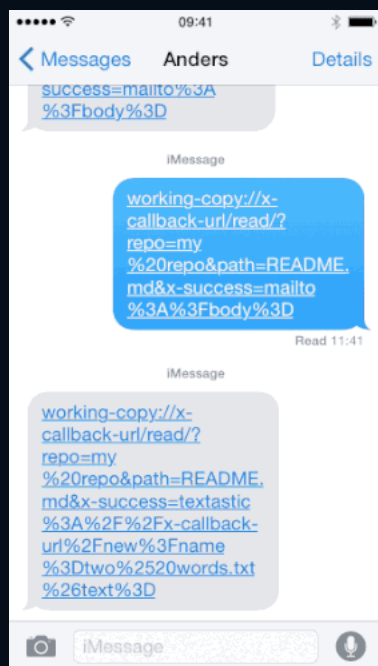 09:41
Messages Anders Details
success=mailto%3A
%3Fbody%3D
iMessage
working-copy://x-
callback-url/read/?
repo=my
%20repo&path=README.
md&x-success=mailto
%3A%3Fbody%3D
Read 11:41
iMessage
working-copy://x-
callback-url/read/?
repo=my
%20repo&path=README.
md&x-success=textastic
%3A%2F%2Fx-callback-
url%2Fnew%3Fname
%3Dtwo%2520words.txt
%26text%3D
iMessage